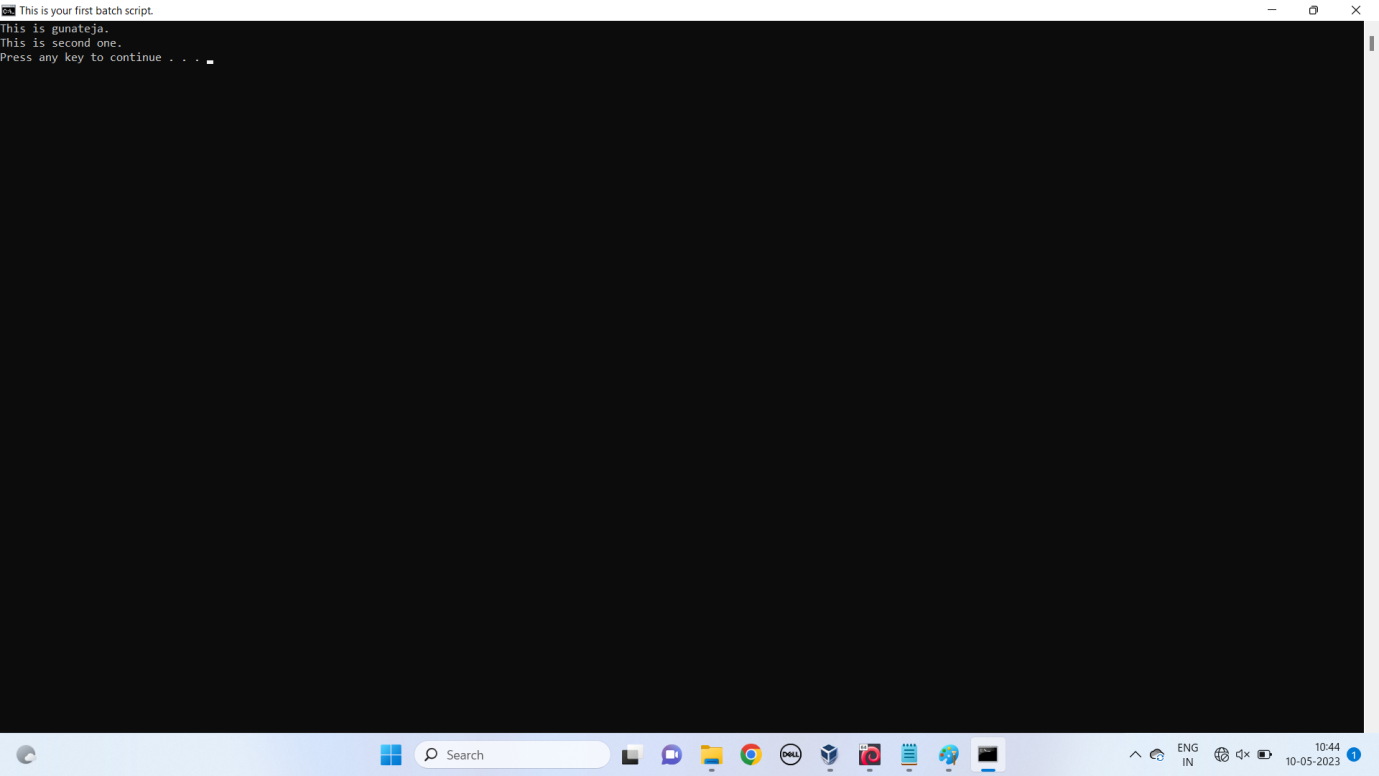 This is your first batch script.
This is gunateja.
This is second one.
Press any key to continue . . .
Search
DELL
ENG
IN
10:44
10-05-2023
1